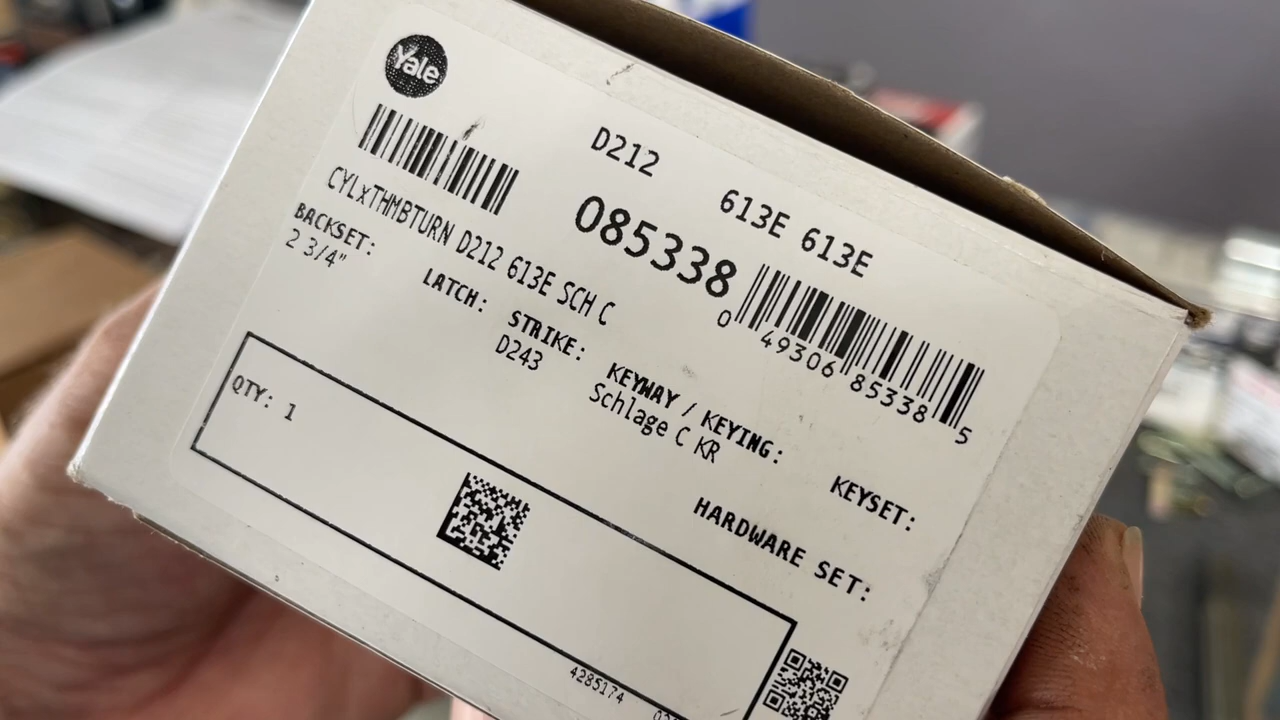 Yale
D212 613E 613E
085338
CYLxTHMBTURN D212 613E SCH C
0 49306 85338 5
BACKSET:
2 3/4"
LATCH:
STRIKE:
D243
KEYWAY / KEYING:
Schlage C KR
KEYSET:
HARDWARE SET:
QTY: 1
4285174